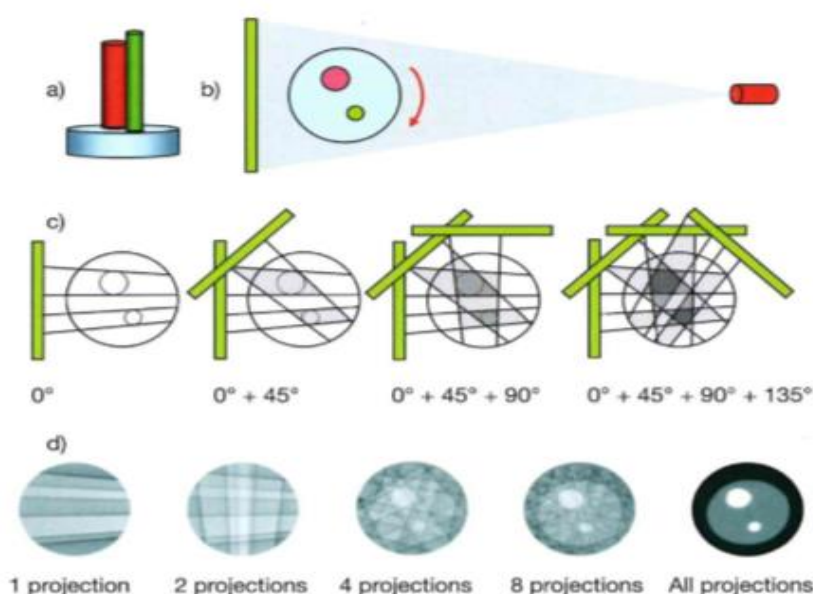 a)
b)
c)
0°
0° + 45°
0° + 45° + 90°
0° + 45° + 90° + 135°
d)
1 projection
2 projections
4 projections
8 projections
All projections